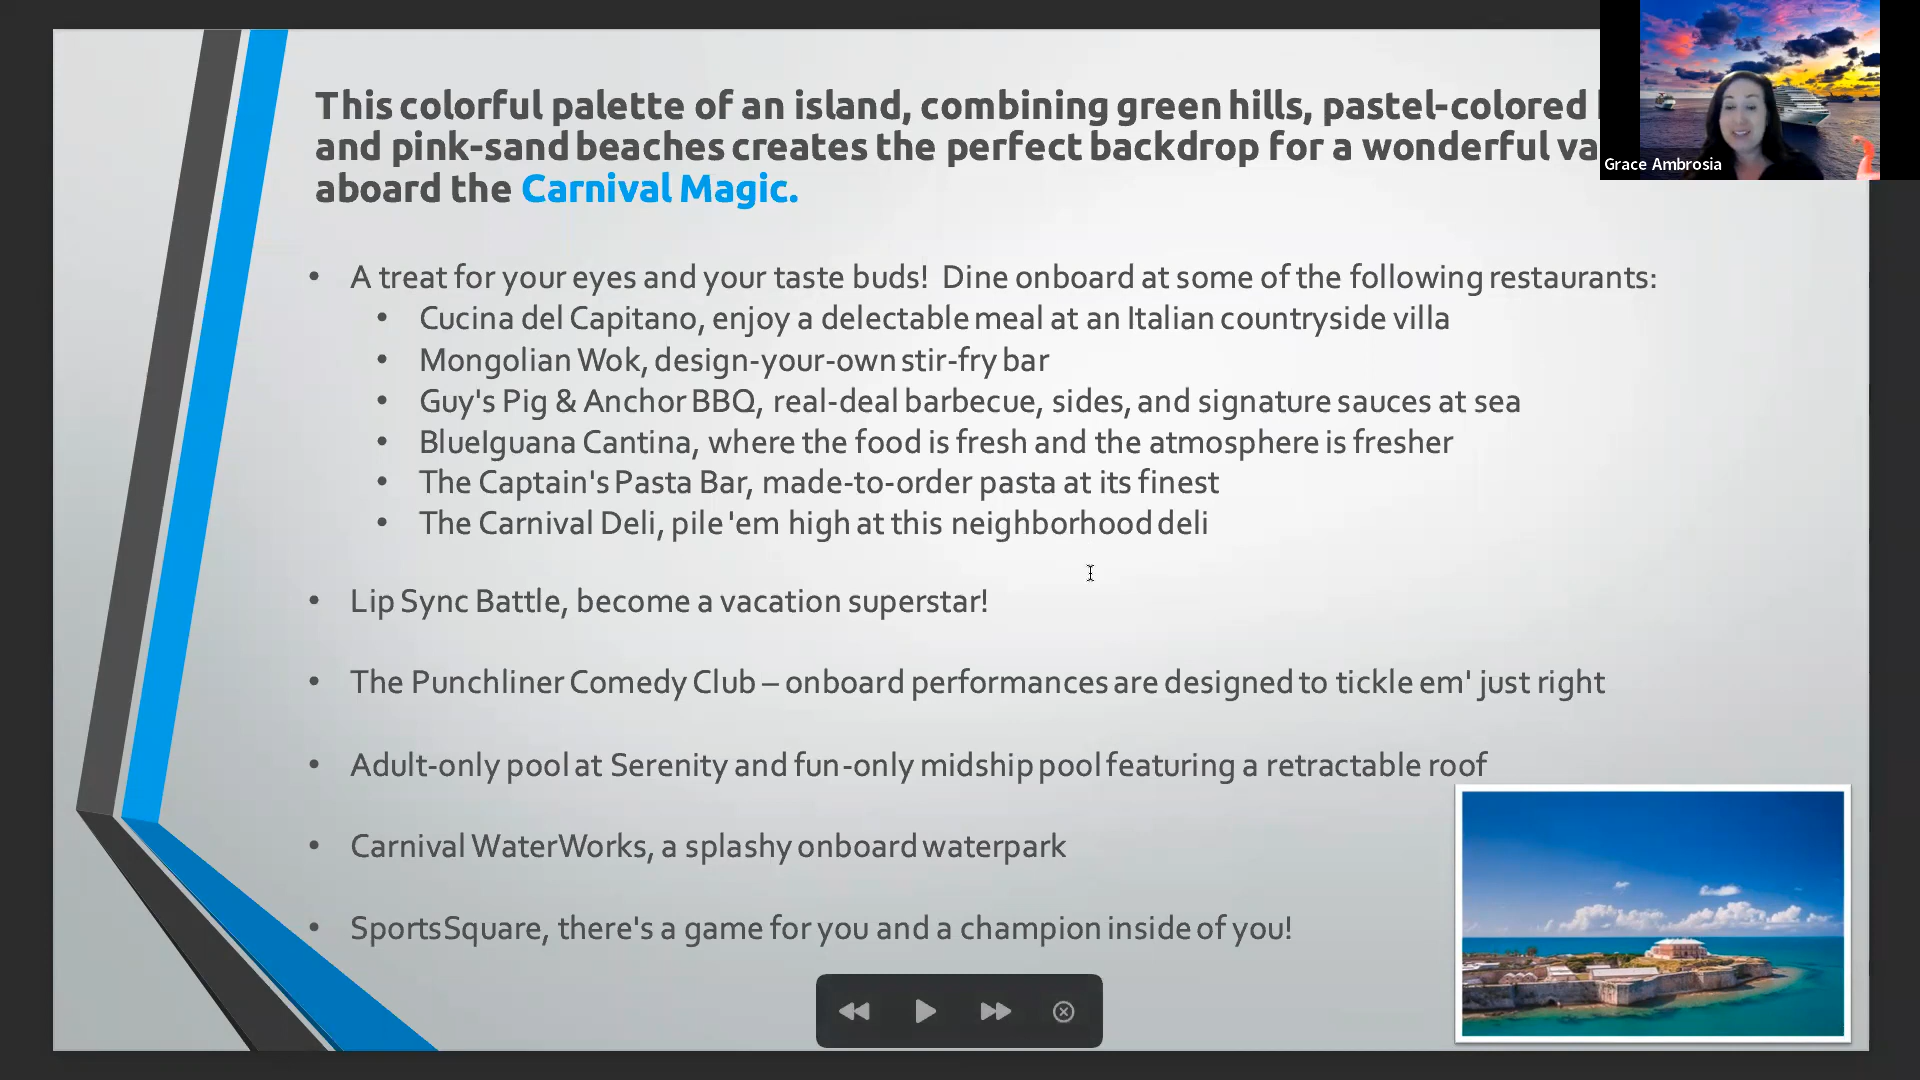 This colorful palette of an island, combining green hills, pastel-colored
and pink-sand beaches creates the perfect backdrop for a wonderful
aboard the Carnival Magic.
Grace Ambrosia
• A treat for your eyes and your taste buds! Dine onboard at some of the following restaurants:
• Cucina del Capitano, enjoy a delectable meal at an Italian countryside villa
• Mongolian Wok, design-your-own stir-fry bar
• Guy's Pig & Anchor BBQ, real-deal barbecue, sides, and signature sauces at sea
• BlueIguana Cantina, where the food is fresh and the atmosphere is fresher
• The Captain's Pasta Bar, made-to-order pasta at its finest
• The Carnival Deli, pile 'em high at this neighborhood deli
• Lip Sync Battle, become a vacation superstar!
• The Punchliner Comedy Club – onboard performances are designed to tickle em' just right
• Adult-only pool at Serenity and fun-only midship pool featuring a retractable roof
• Carnival WaterWorks, a splashy onboard waterpark
• SportsSquare, there's a game for you and a champion inside of you!